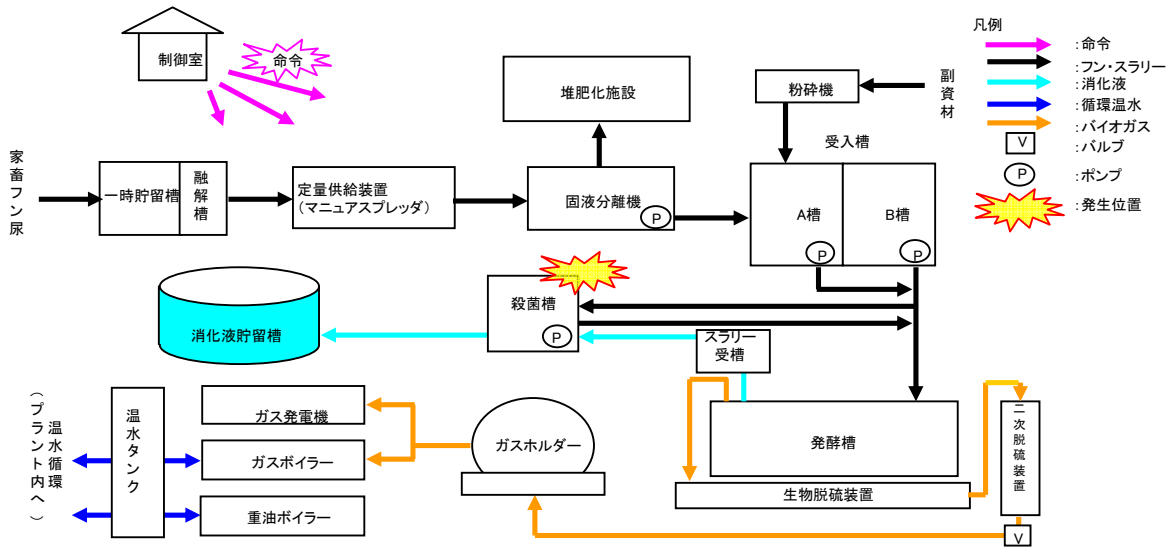 制御室
命令
凡例
:命令
:フン・スラリー
:消化液
:循環温水
:バイオガス
V
:バルブ
P
:ポンプ
:発生位置
堆肥化施設
粉砕機
副資材
受入槽
家畜フン尿
一時貯留槽
融解槽
定量供給装置
(マニュアスプレッダ)
固液分離機
P
A槽
P
B槽
P
殺菌槽
P
消化液貯留槽
スラリー
受槽
温水循環
(プラント内へ)
温水タンク
ガス発電機
ガスボイラー
重油ボイラー
ガスホルダー
発酵槽
生物脱硫装置
二次脱硫装置
V